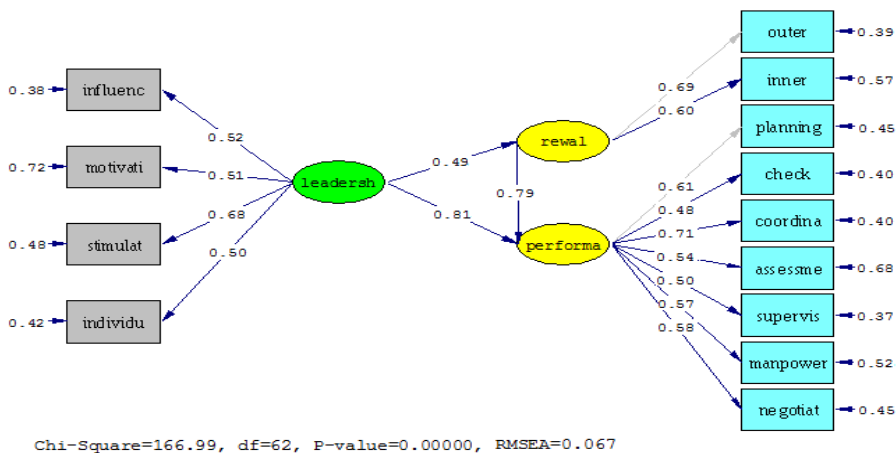 outer
0.39
inner
0.57
0.38
influenc
0.69
0.60
planning
0.45
0.52
rewal
check
0.40
0.72
motivati
0.51
0.49
leadersh
0.61
0.48
0.79
0.68
0.81
0.71
coordina
0.40
0.48
stimulat
performa
0.54
assessme
0.68
0.50
0.50
0.57
supervis
0.37
0.42
individu
0.58
manpower
0.52
negotiat
0.45
Chi-Square=166.99, df=62, P-value=0.00000, RMSEA=0.067